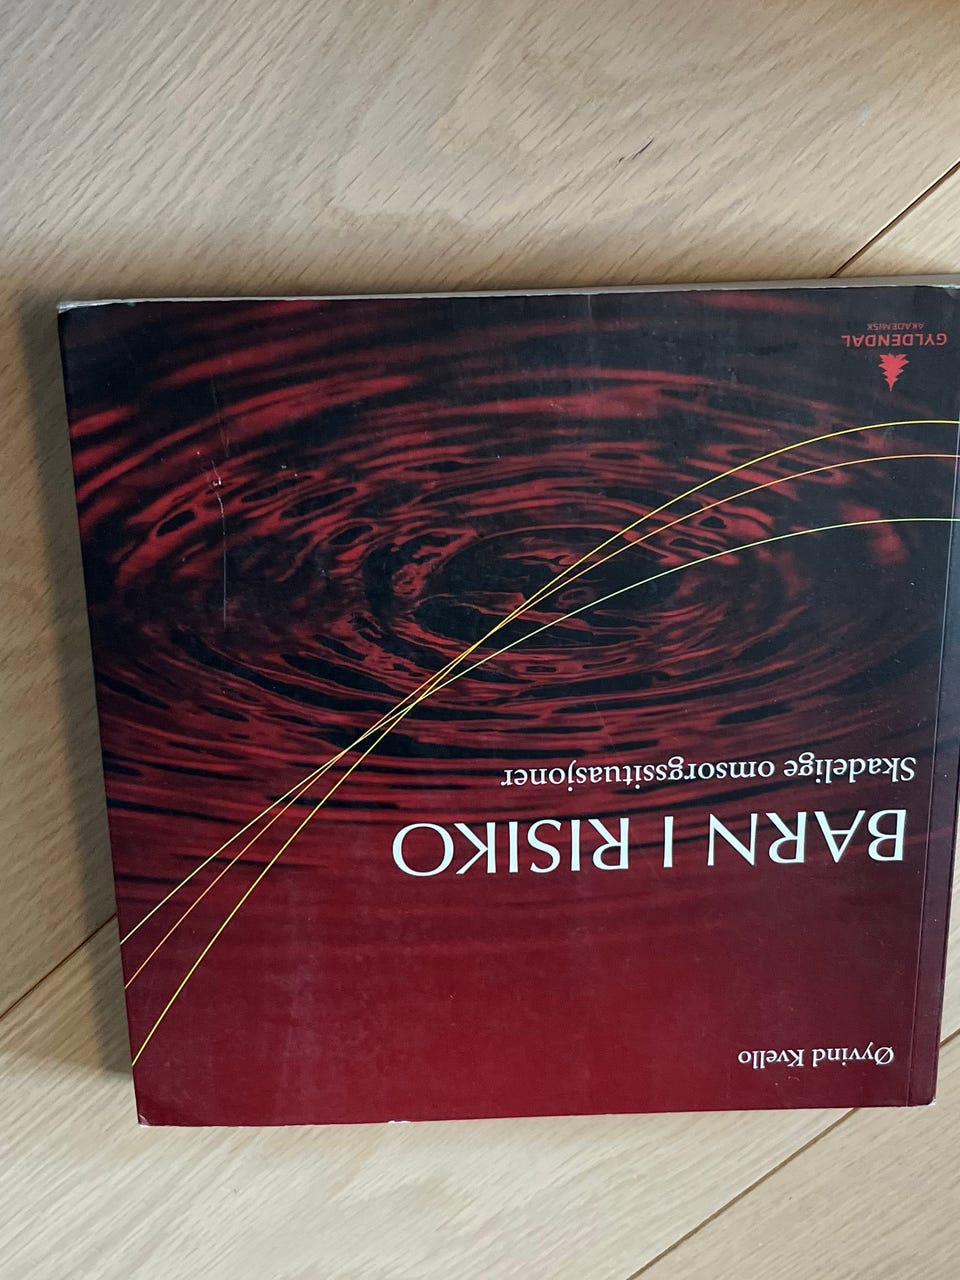 Øyvind Kvello
BARN I RISIKO
Skadelige omsorgssituasjoner
GYLDENDAL
AKADEMISK